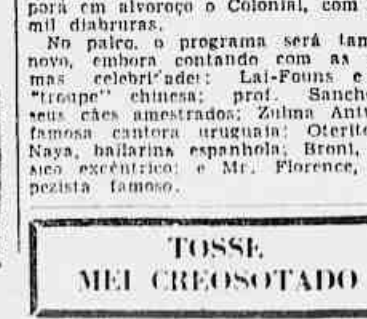 porá em alvoroço o Colonial, com
mil diabruras.
No palco, o programa será tam
novo, embora contando com as
mas celebridades: Lai-Founs e
"troupe" chinesa; prof. Sanch
seus cães amestrados; Zulma Ant
famosa cantora uruguaia; Oterito
Naya, bailarina espanhola; Broni,
sico excêntrico; e Mr. Florence,
pezista famoso.
TOSSE
MEL CREOSOTADO